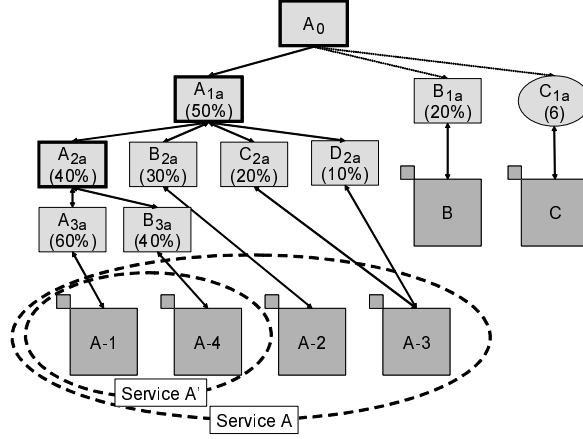 A0
A1a
(50%)
B1a
(20%)
C1a
(6)
A2a
(40%)
B2a
(30%)
C2a
(20%)
D2a
(10%)
A3a
(60%)
B3a
(40%)
B
C
A-1
A-4
A-2
A-3
Service A'
Service A